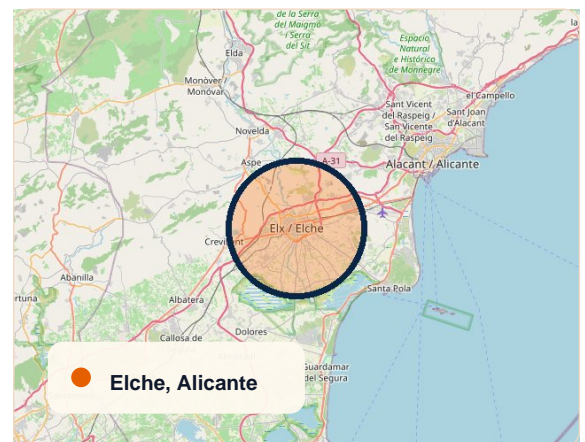 la
de la Serra
del Maigmó
i Serra
del Sit
Elda
Espacio
Natural
e Histórico
de Monnegre
Monòver /
Monóvar
el Campello
Sant Vicent
del Raspeig /
San Vicente
del Raspeig
Sant Joan
d'Alacant
Novelda
Aspe
A-31
Alacant / Alicante
Elx / Elche
Crevillent
Abanilla
Santa Pola
Albatera
Dolores
Callosa de
Guardamar
del Segura
Elche, Alicante